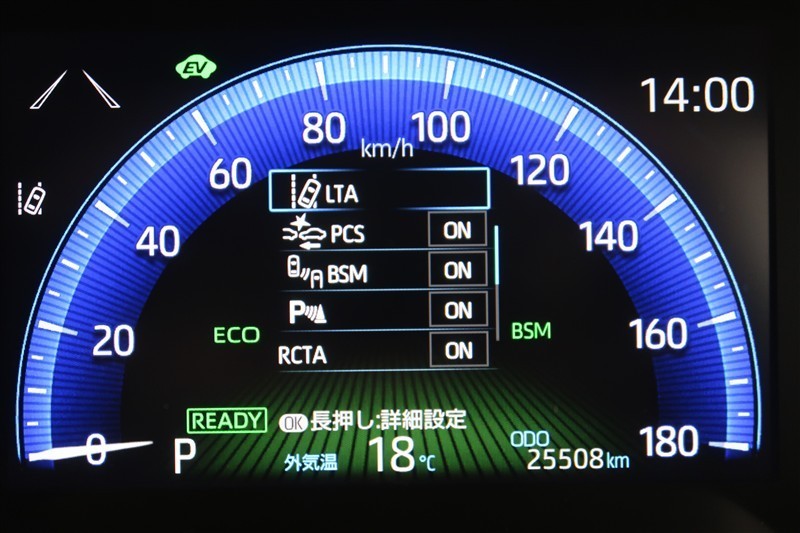 EV
14:00
80
100
km/h
60
120
LTA
40
PCS ON
140
BSM ON
P ON
20
ECO
RCTA ON
BSM
160
READY
OK 長押し:詳細設定
0
P
外気温 18 ℃
ODO
25508 km
180